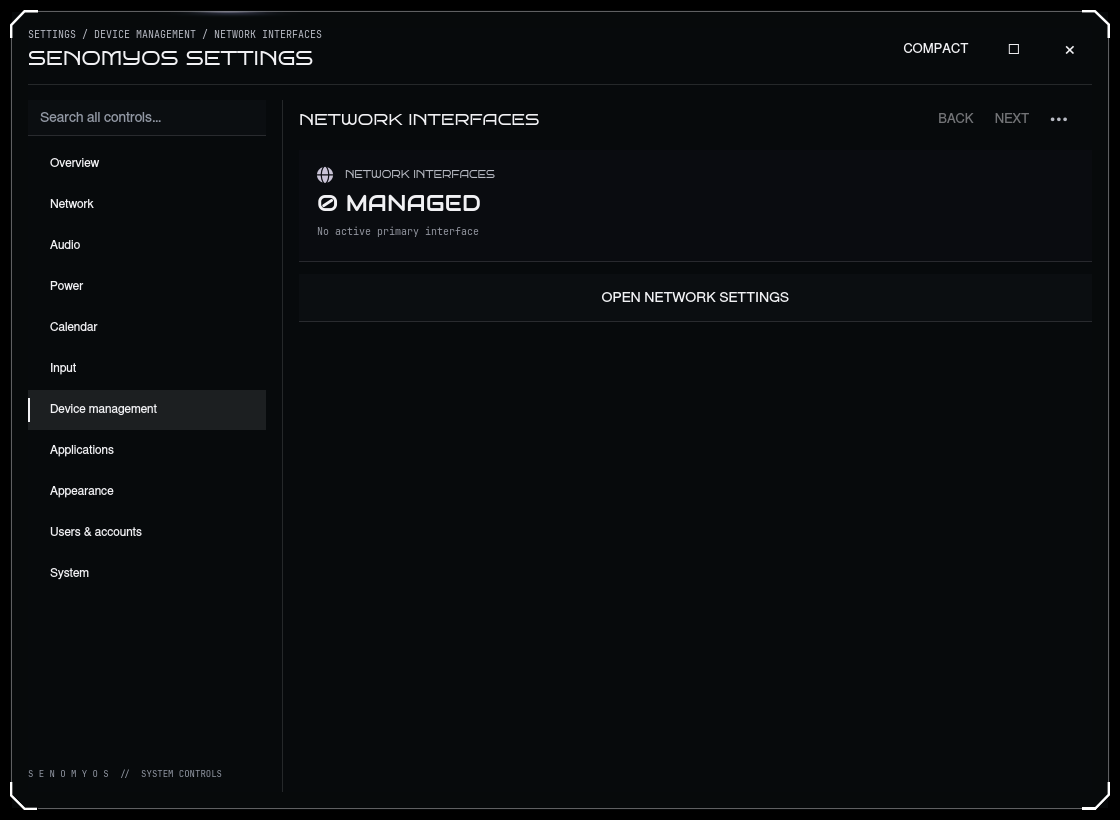 SETTINGS / DEVICE MANAGEMENT / NETWORK INTERFACES
SENOMYOS SETTINGS
COMPACT
Search all controls...
Overview
Network
Audio
Power
Calendar
Input
Device management
Applications
Appearance
Users & accounts
System
SENOMYOS // SYSTEM CONTROLS
NETWORK INTERFACES
BACK NEXT
NETWORK INTERFACES
0 MANAGED
No active primary interface
OPEN NETWORK SETTINGS